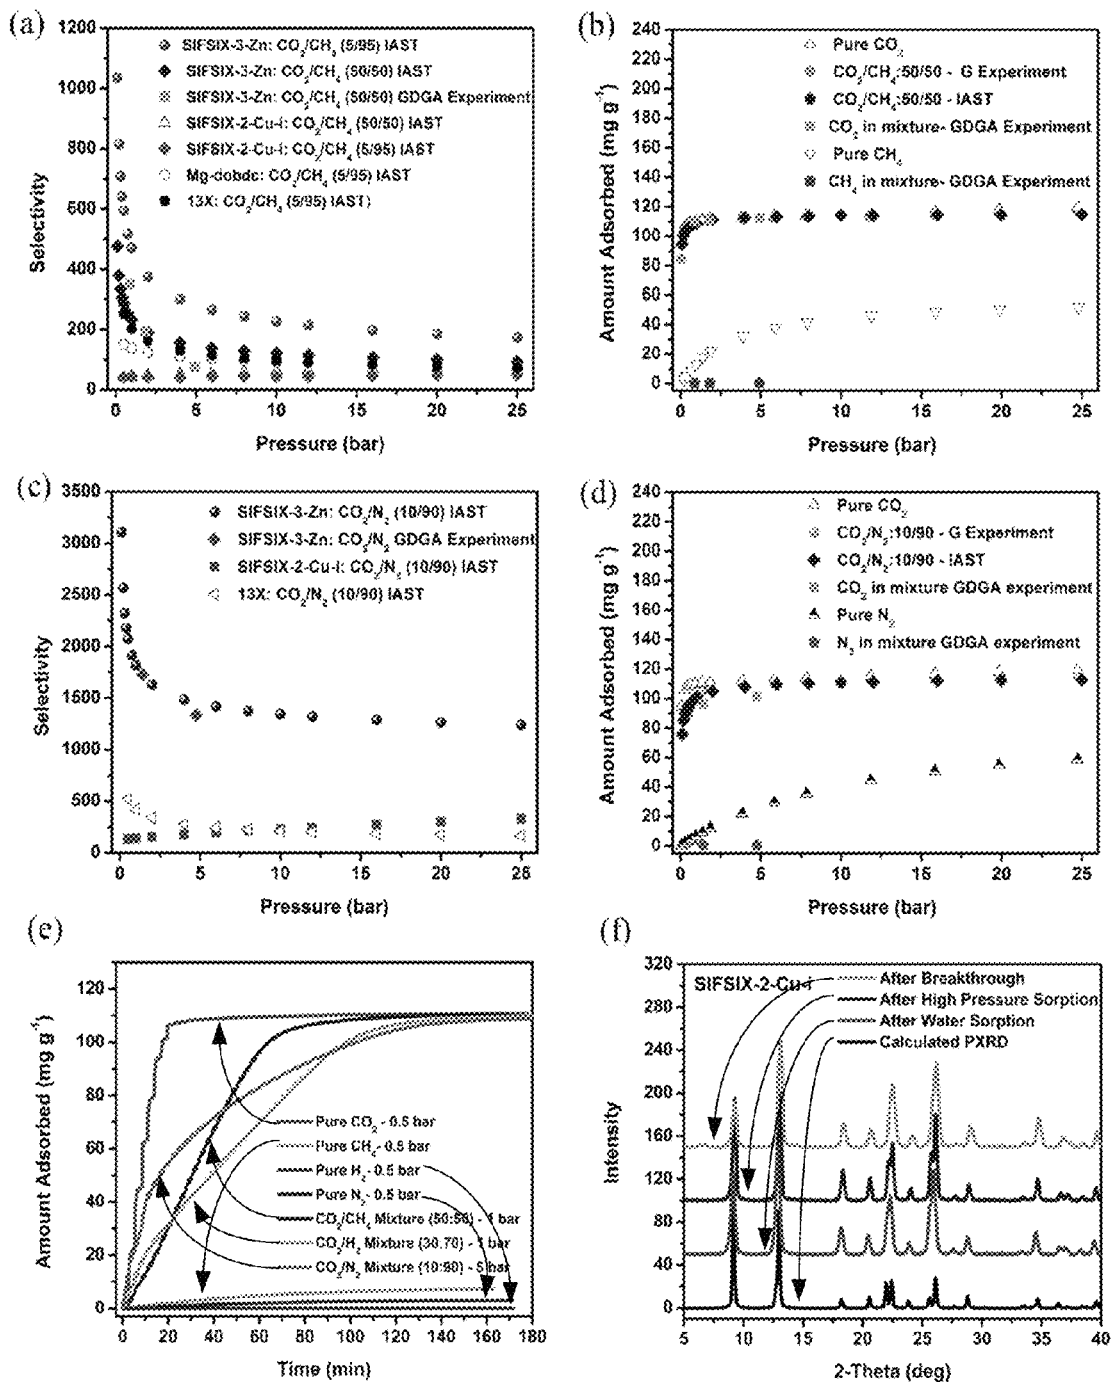 (a)
1200
1000
800
600
400
200
0
Selectivity
SIFSIX-3-Zn: CO2/CH4 (5/95) IAST
SIFSIX-3-Zn: CO2/CH4 (50/50) IAST
SIFSIX-3-Zn: CO2/CH4 (50/50) GDGA Experiment
SIFSIX-2-Cu-i: CO2/CH4 (50/50) IAST
SIFSIX-2-Cu-i: CO2/CH4 (5/95) IAST
Mg-dobdc: CO2/CH4 (5/95) IAST
13X: CO2/CH4 (5/95) IAST)
0 5 10 15 20 25
Pressure (bar)
(b)
240
220
200
180
160
140
120
100
80
60
40
20
0
Amount Adsorbed (mg g-1)
Pure CO2
CO2/CH4:50/50 - G Experiment
CO2/CH4:50/50 - IAST
CO2 in mixture- GDGA Experiment
Pure CH4
CH4 in mixture- GDGA Experiment
0 5 10 15 20 25
Pressure (bar)
(c)
3500
3000
2500
2000
1500
1000
500
0
Selectivity
SIFSIX-3-Zn: CO2/N2 (10/90) IAST
SIFSIX-3-Zn: CO2/N2 GDGA Experiment
SIFSIX-2-Cu-i: CO2/N2 (10/90) IAST
13X: CO2/N2 (10/90) IAST
0 5 10 15 20 25
Pressure (bar)
(d)
240
220
200
180
160
140
120
100
80
60
40
20
0
Amount Adsorbed (mg g-1)
Pure CO2
CO2/N2:10/90 - G Experiment
CO2/N2:10/90 - IAST
CO2 in mixture GDGA experiment
Pure N2
N2 in mixture GDGA experiment
0 5 10 15 20 25
Pressure (bar)
(e)
120
100
80
60
40
20
0
Amount Adsorbed (mg g-1)
Pure CO2 - 0.5 bar
Pure CH4 - 0.5 bar
Pure H2 - 0.5 bar
Pure N2 - 0.5 bar
CO2/CH4 Mixture (50:50) - 1 bar
CO2/H2 Mixture (30:70) - 1 bar
CO2/N2 Mixture (10:90) - 5 bar
0 20 40 60 80 100 120 140 160 180
Time (min)
(f)
320
280
240
200
160
120
80
40
0
Intensity
SIFSIX-2-Cu-i
After Breakthrough
After High Pressure Sorption
After Water Sorption
Calculated PXRD
5 10 15 20 25 30 35 40
2-Theta (deg)